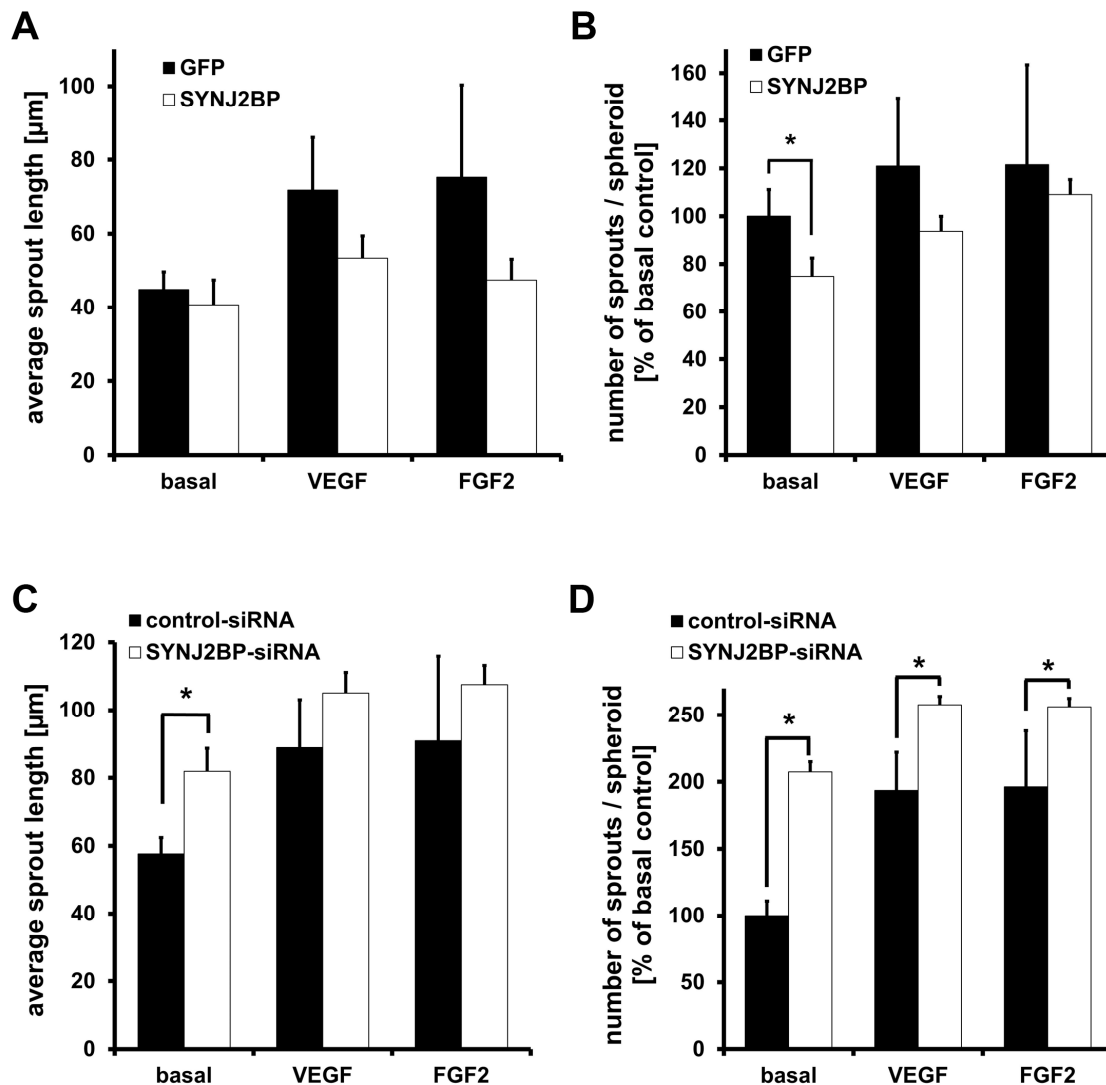 A
GFP
SYNJ2BP
average sprout length [µm]
100
80
60
40
20
0
basal VEGF FGF2
B
GFP
SYNJ2BP
number of sprouts / spheroid
[% of basal control]
160
140
120
100
80
60
40
20
0
*
basal VEGF FGF2
C
control-siRNA
SYNJ2BP-siRNA
average sprout length [µm]
120
100
80
60
40
20
0
*
basal VEGF FGF2
D
control-siRNA
SYNJ2BP-siRNA
number of sprouts / spheroid
[% of basal control]
250
200
150
100
50
0
* * *
basal VEGF FGF2